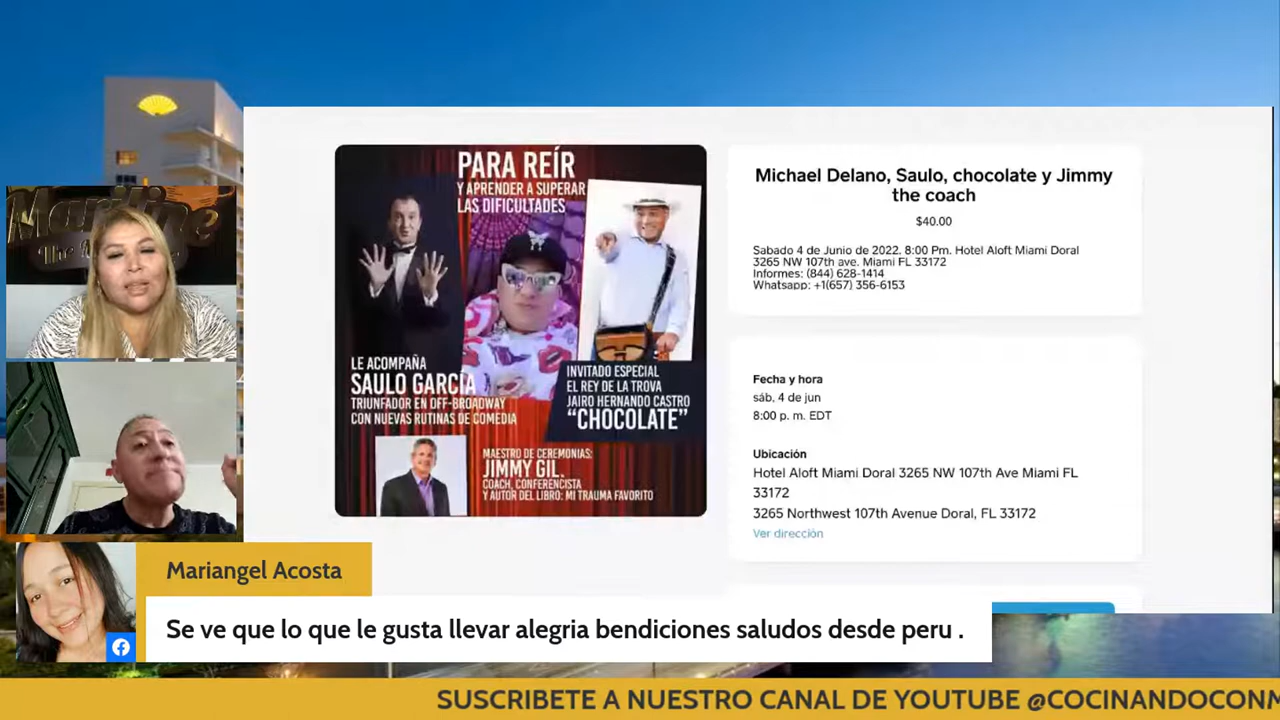 Mariline
PARA REÍR
Y APRENDER A SUPERAR
LAS DIFICULTADES
LE ACOMPAÑA
SAULO GARCÍA
TRIUNFADOR EN OFF-BROADWAY
CON NUEVAS RUTINAS DE COMEDIA
INVITADO ESPECIAL
EL REY DE LA TROVA
JAIRO HERNANDO CASTRO
“CHOCOLATE”
MAESTRO DE CEREMONIAS:
JIMMY GIL.
COACH, CONFERENCISTA
Y AUTOR DEL LIBRO: MI TRAUMA FAVORITO
Michael Delano, Saulo, chocolate y Jimmy
the coach
$40.00
Sabado 4 de Junio de 2022. 8:00 Pm. Hotel Aloft Miami Doral
3265 NW 107th ave. Miami FL 33172
Informes: (844) 628-1414
Whatsapp: +1(657) 356-6153
Fecha y hora
sáb, 4 de jun
8:00 p. m. EDT
Ubicación
Hotel Aloft Miami Doral 3265 NW 107th Ave Miami FL
33172
3265 Northwest 107th Avenue Doral, FL 33172
Ver dirección
Mariangel Acosta
Se ve que lo que le gusta llevar alegria bendiciones saludos desde peru .
SUSCRIBETE A NUESTRO CANAL DE YOUTUBE @COCINANDOCONM